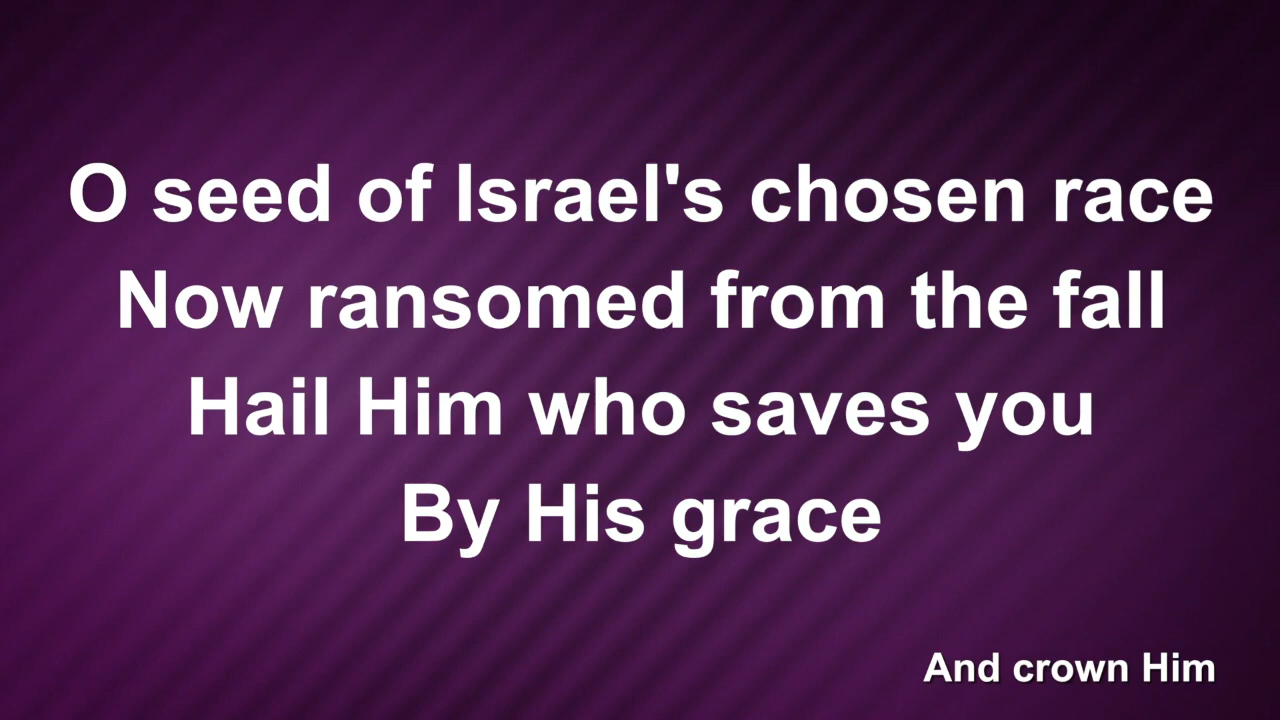 O seed of Israel's chosen race
Now ransomed from the fall
Hail Him who saves you
By His grace
And crown Him